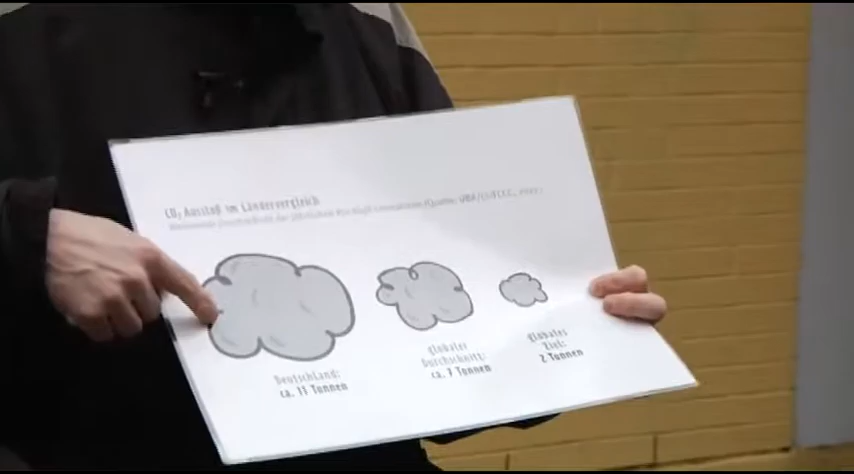 CO₂ Ausstoß im Ländervergleich
Deutschland:
ca. 11 Tonnen
globaler
Durchschnitt:
ca. 7 Tonnen
globales
Ziel:
2 Tonnen